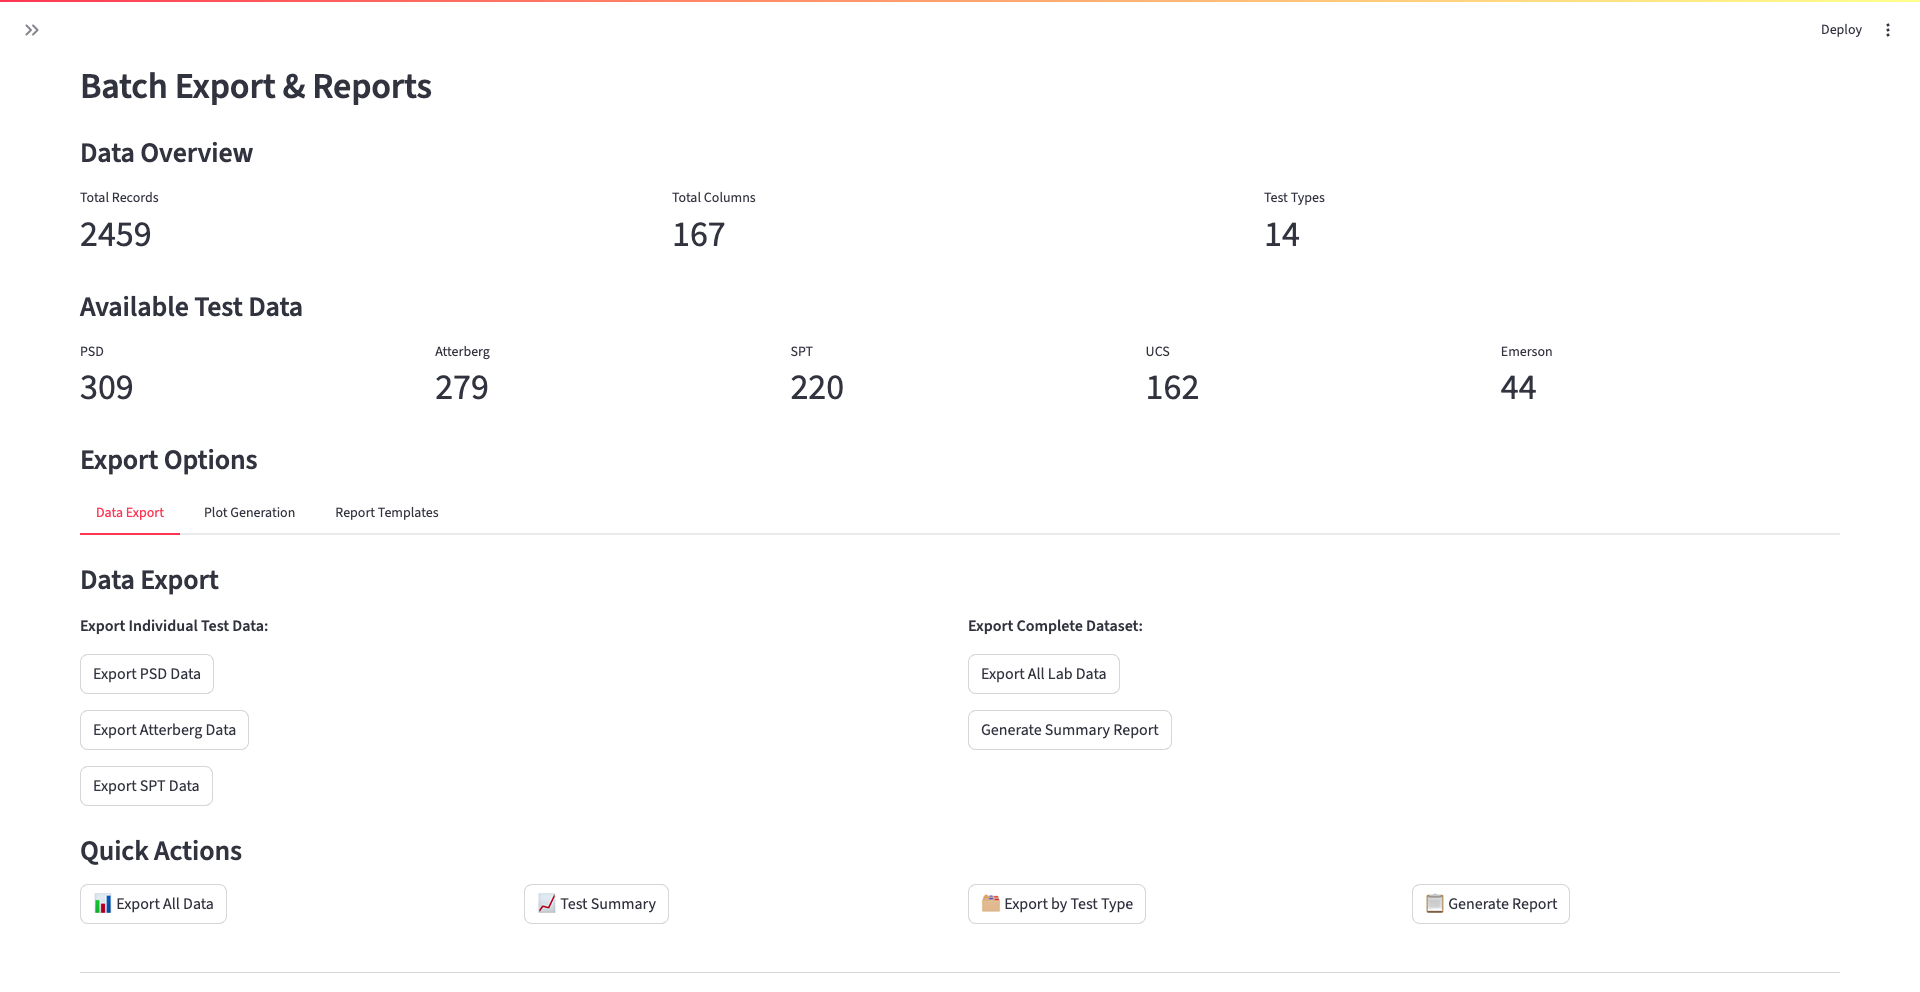 Deploy
Batch Export & Reports
Data Overview
Total Records
2459
Total Columns
167
Test Types
14
Available Test Data
PSD
309
Atterberg
279
SPT
220
UCS
162
Emerson
44
Export Options
Data Export
Plot Generation
Report Templates
Data Export
Export Individual Test Data:
Export PSD Data
Export Atterberg Data
Export SPT Data
Export Complete Dataset:
Export All Lab Data
Generate Summary Report
Quick Actions
Export All Data
Test Summary
Export by Test Type
Generate Report